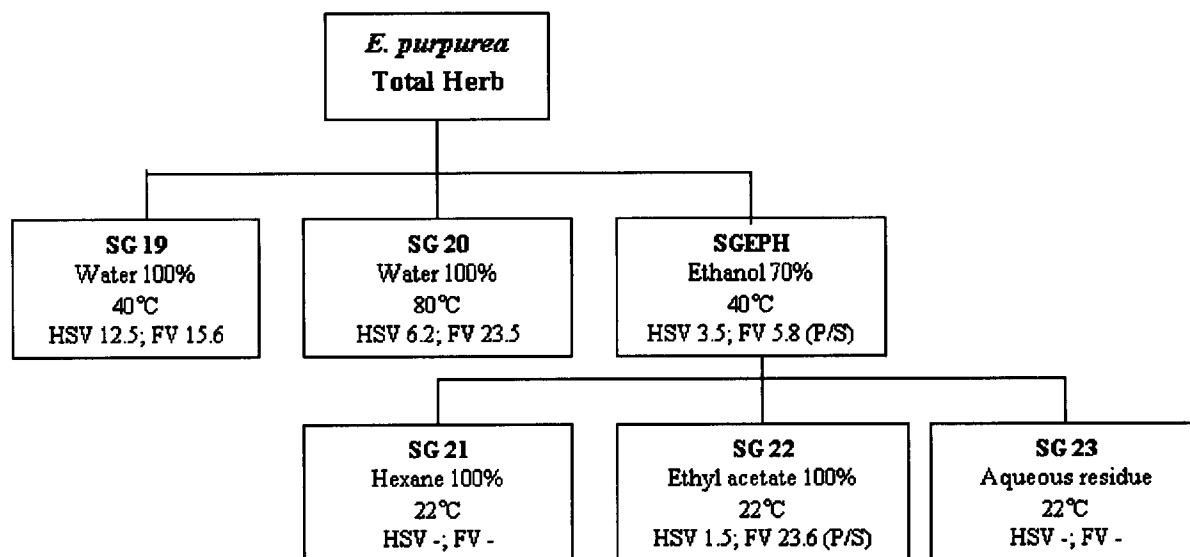 E. purpurea
Total Herb
SG 19
Water 100%
40°C
HSV 12.5; FV 15.6
SG 20
Water 100%
80°C
HSV 6.2; FV 23.5
SGEPH
Ethanol 70%
40°C
HSV 3.5; FV 5.8 (P/S)
SG 21
Hexane 100%
22°C
HSV -; FV -
SG 22
Ethyl acetate 100%
22°C
HSV 1.5; FV 23.6 (P/S)
SG 23
Aqueous residue
22°C
HSV -; FV -